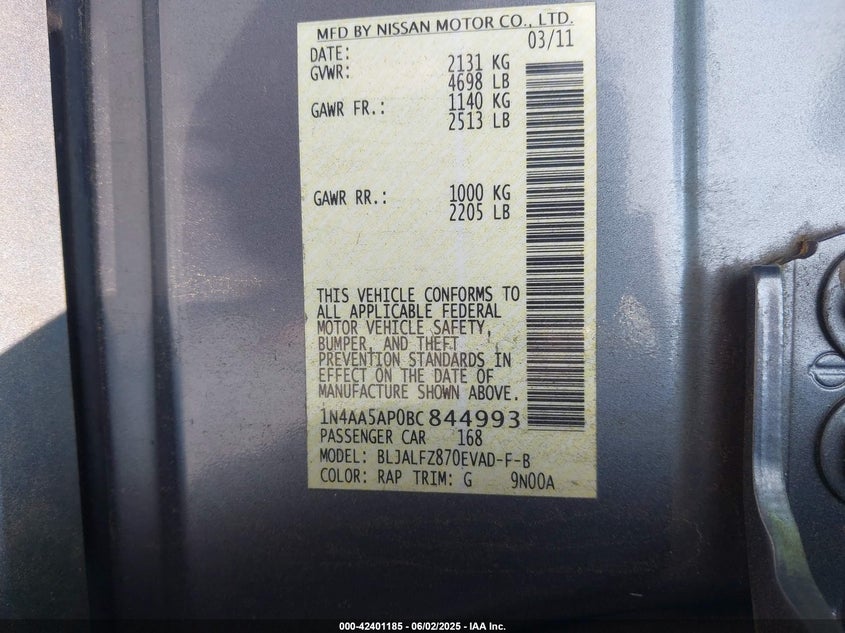 MFD BY NISSAN MOTOR CO., LTD.
DATE: 03/11
GVWR: 2131 KG
4698 LB
GAWR FR.: 1140 KG
2513 LB
GAWR RR.: 1000 KG
2205 LB
THIS VEHICLE CONFORMS TO
ALL APPLICABLE FEDERAL
MOTOR VEHICLE SAFETY,
BUMPER, AND THEFT
PREVENTION STANDARDS IN
EFFECT ON THE DATE OF
MANUFACTURE SHOWN ABOVE.
1N4AA5AP0BC844993
PASSENGER CAR 168
MODEL: BLJALFZ870EVAD-F-B
COLOR: RAP TRIM: G 9N00A
000-42401185 - 06/02/2025 - IAA Inc.